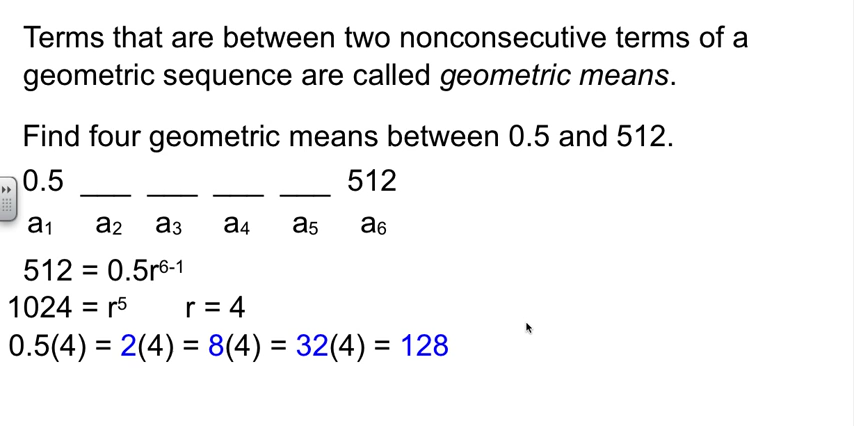 Terms that are between two nonconsecutive terms of a
geometric sequence are called geometric means.
Find four geometric means between 0.5 and 512.
0.5 ___ ___ ___ ___ 512
a₁ a₂ a₃ a₄ a₅ a₆
512 = 0.5r⁶⁻¹
1024 = r⁵ r = 4
0.5(4) = 2(4) = 8(4) = 32(4) = 128